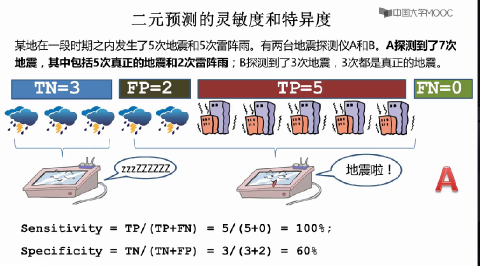 中国大学MOOC
二元预测的灵敏度和特异度
某地在一段时期之内发生了5次地震和5次雷阵雨。有两台地震探测仪A和B。A探测到了7次
地震，其中包括5次真正的地震和2次雷阵雨；B探测到了3次地震，3次都是真正的地震。
TN=3 FP=2 TP=5 FN=0
zzzZZZZZZ
地震啦！
A
Sensitivity = TP/(TP+FN) = 5/(5+0) = 100%;
Specificity = TN/(TN+FP) = 3/(3+2) = 60%